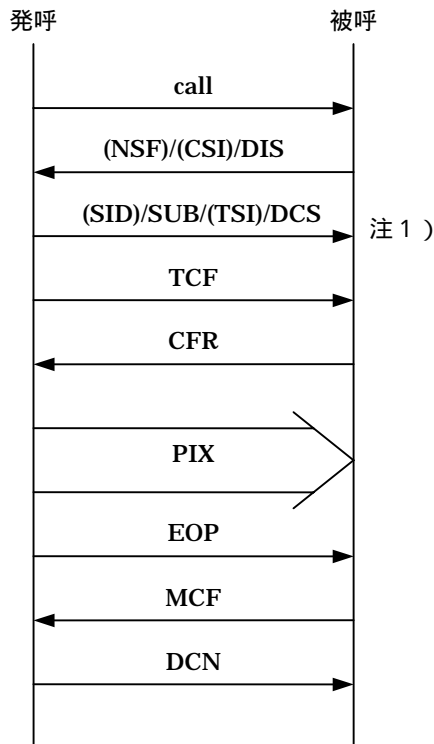 発呼 被呼
call
(NSF)/(CSI)/DIS
(SID)/SUB/(TSI)/DCS 注1)
TCF
CFR
PIX
EOP
MCF
DCN